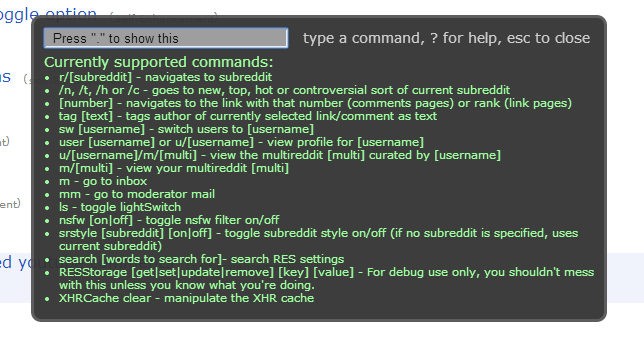 oggle option
Press "." to show this
type a command, ? for help, esc to close
Currently supported commands:
• r/[subreddit] - navigates to subreddit
• /n, /t, /h or /c - goes to new, top, hot or controversial sort of current subreddit
• [number] - navigates to the link with that number (comments pages) or rank (link pages)
• tag [text] - tags author of currently selected link/comment as text
• sw [username] - switch users to [username]
• user [username] or u/[username] - view profile for [username]
• u/[username]/m/[multi] - view the multireddit [multi] curated by [username]
• m/[multi] - view your multireddit [multi]
• m - go to inbox
• mm - go to moderator mail
• ls - toggle lightSwitch
• nsfw [on|off] - toggle nsfw filter on/off
• srstyle [subreddit] [on|off] - toggle subreddit style on/off (if no subreddit is specified, uses
current subreddit)
• search [words to search for]- search RES settings
• RESStorage [get|set|update|remove] [key] [value] - For debug use only, you shouldn't mess
with this unless you know what you're doing.
• XHRCache clear - manipulate the XHR cache